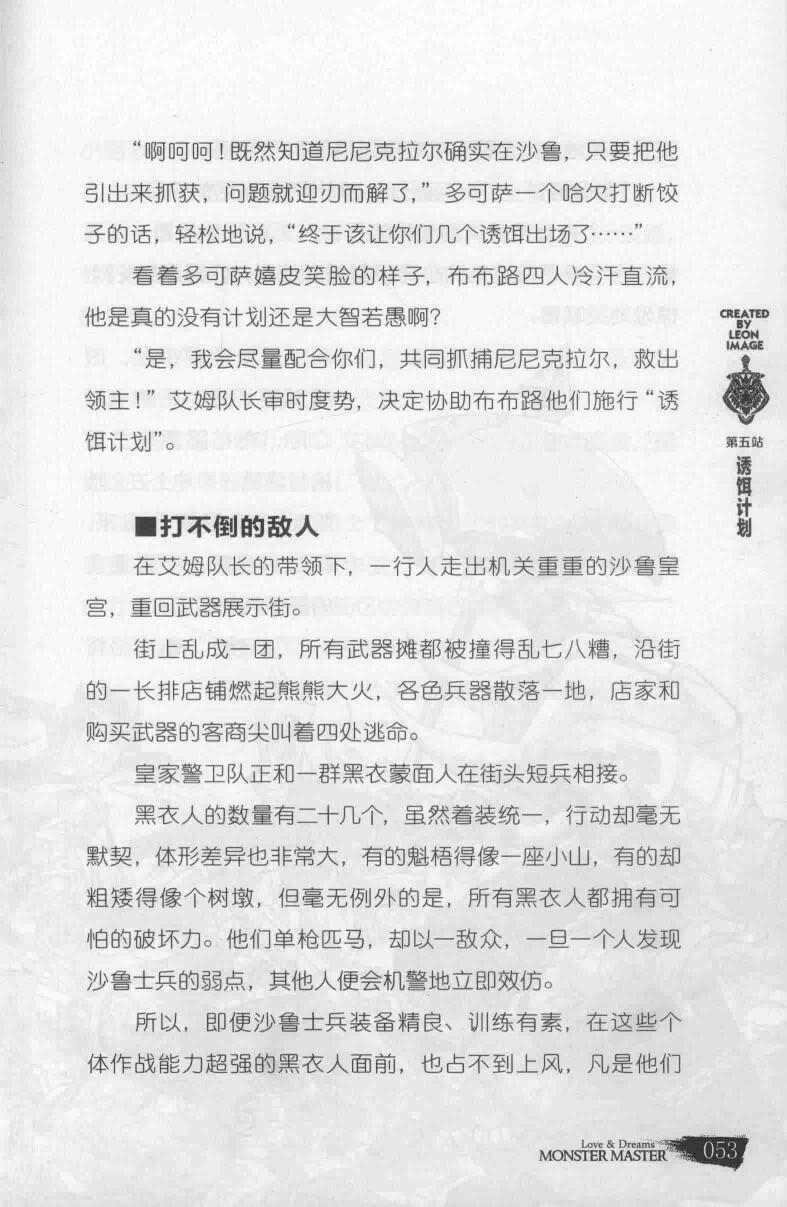 “啊呵呵！既然知道尼尼克拉尔确实在沙鲁，只要把他
引出来抓获，问题就迎刃而解了，”多可萨一个哈欠打断饺
子的话，轻松地说，“终于该让你们几个诱饵出场了……”
看着多可萨嬉皮笑脸的样子，布布路四人冷汗直流，
他是真的没有计划还是大智若愚啊？
“是，我会尽量配合你们，共同抓捕尼尼克拉尔，救出
领主！”艾姆队长审时度势，决定协助布布路他们施行“诱
饵计划”。
■打不倒的敌人
在艾姆队长的带领下，一行人走出机关重重的沙鲁皇
宫，重回武器展示街。
街上乱成一团，所有武器摊都被撞得乱七八糟，沿街
的一长排店铺燃起熊熊大火，各色兵器散落一地，店家和
购买武器的客商尖叫着四处逃命。
皇家警卫队正和一群黑衣蒙面人在街头短兵相接。
黑衣人的数量有二十几个，虽然着装统一，行动却毫无
默契，体形差异也非常大，有的魁梧得像一座小山，有的却
粗矮得像个树墩，但毫无例外的是，所有黑衣人都拥有可
怕的破坏力。他们单枪匹马，却以一敌众，一旦一个人发现
沙鲁士兵的弱点，其他人便会机警地立即效仿。
所以，即便沙鲁士兵装备精良、训练有素，在这些个
体作战能力超强的黑衣人面前，也占不到上风，凡是他们
CREATED
BY
LEON
IMAGE
第五站
诱饵计划
Love & Dreams
MONSTER MASTER
053